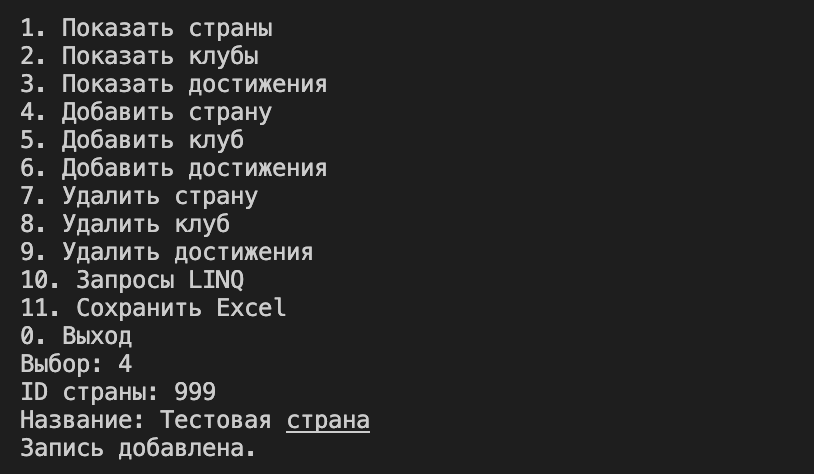 1. Показать страны
2. Показать клубы
3. Показать достижения
4. Добавить страну
5. Добавить клуб
6. Добавить достижения
7. Удалить страну
8. Удалить клуб
9. Удалить достижения
10. Запросы LINQ
11. Сохранить Excel
0. Выход
Выбор: 4
ID страны: 999
Название: Тестовая страна
Запись добавлена.